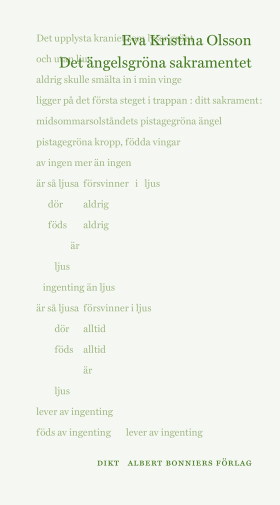 Det upplysta kraniet
Eva Kristina Olsson
och utan ljus
Det ängelsgröna sakramentet
aldrig skulle smälta in i min vinge
ligger på det första steget i trappan : ditt sakrament :
midsommarsolståndets pistagegröna ängel
pistagegröna kropp, födda vingar
av ingen mer än ingen
är så ljusa försvinner i ljus
dör aldrig
föds aldrig
är
ljus
ingenting än ljus
är så ljusa försvinner i ljus
dör alltid
föds alltid
är
ljus
lever av ingenting
föds av ingenting lever av ingenting
DIKT ALBERT BONNIERS FÖRLAG